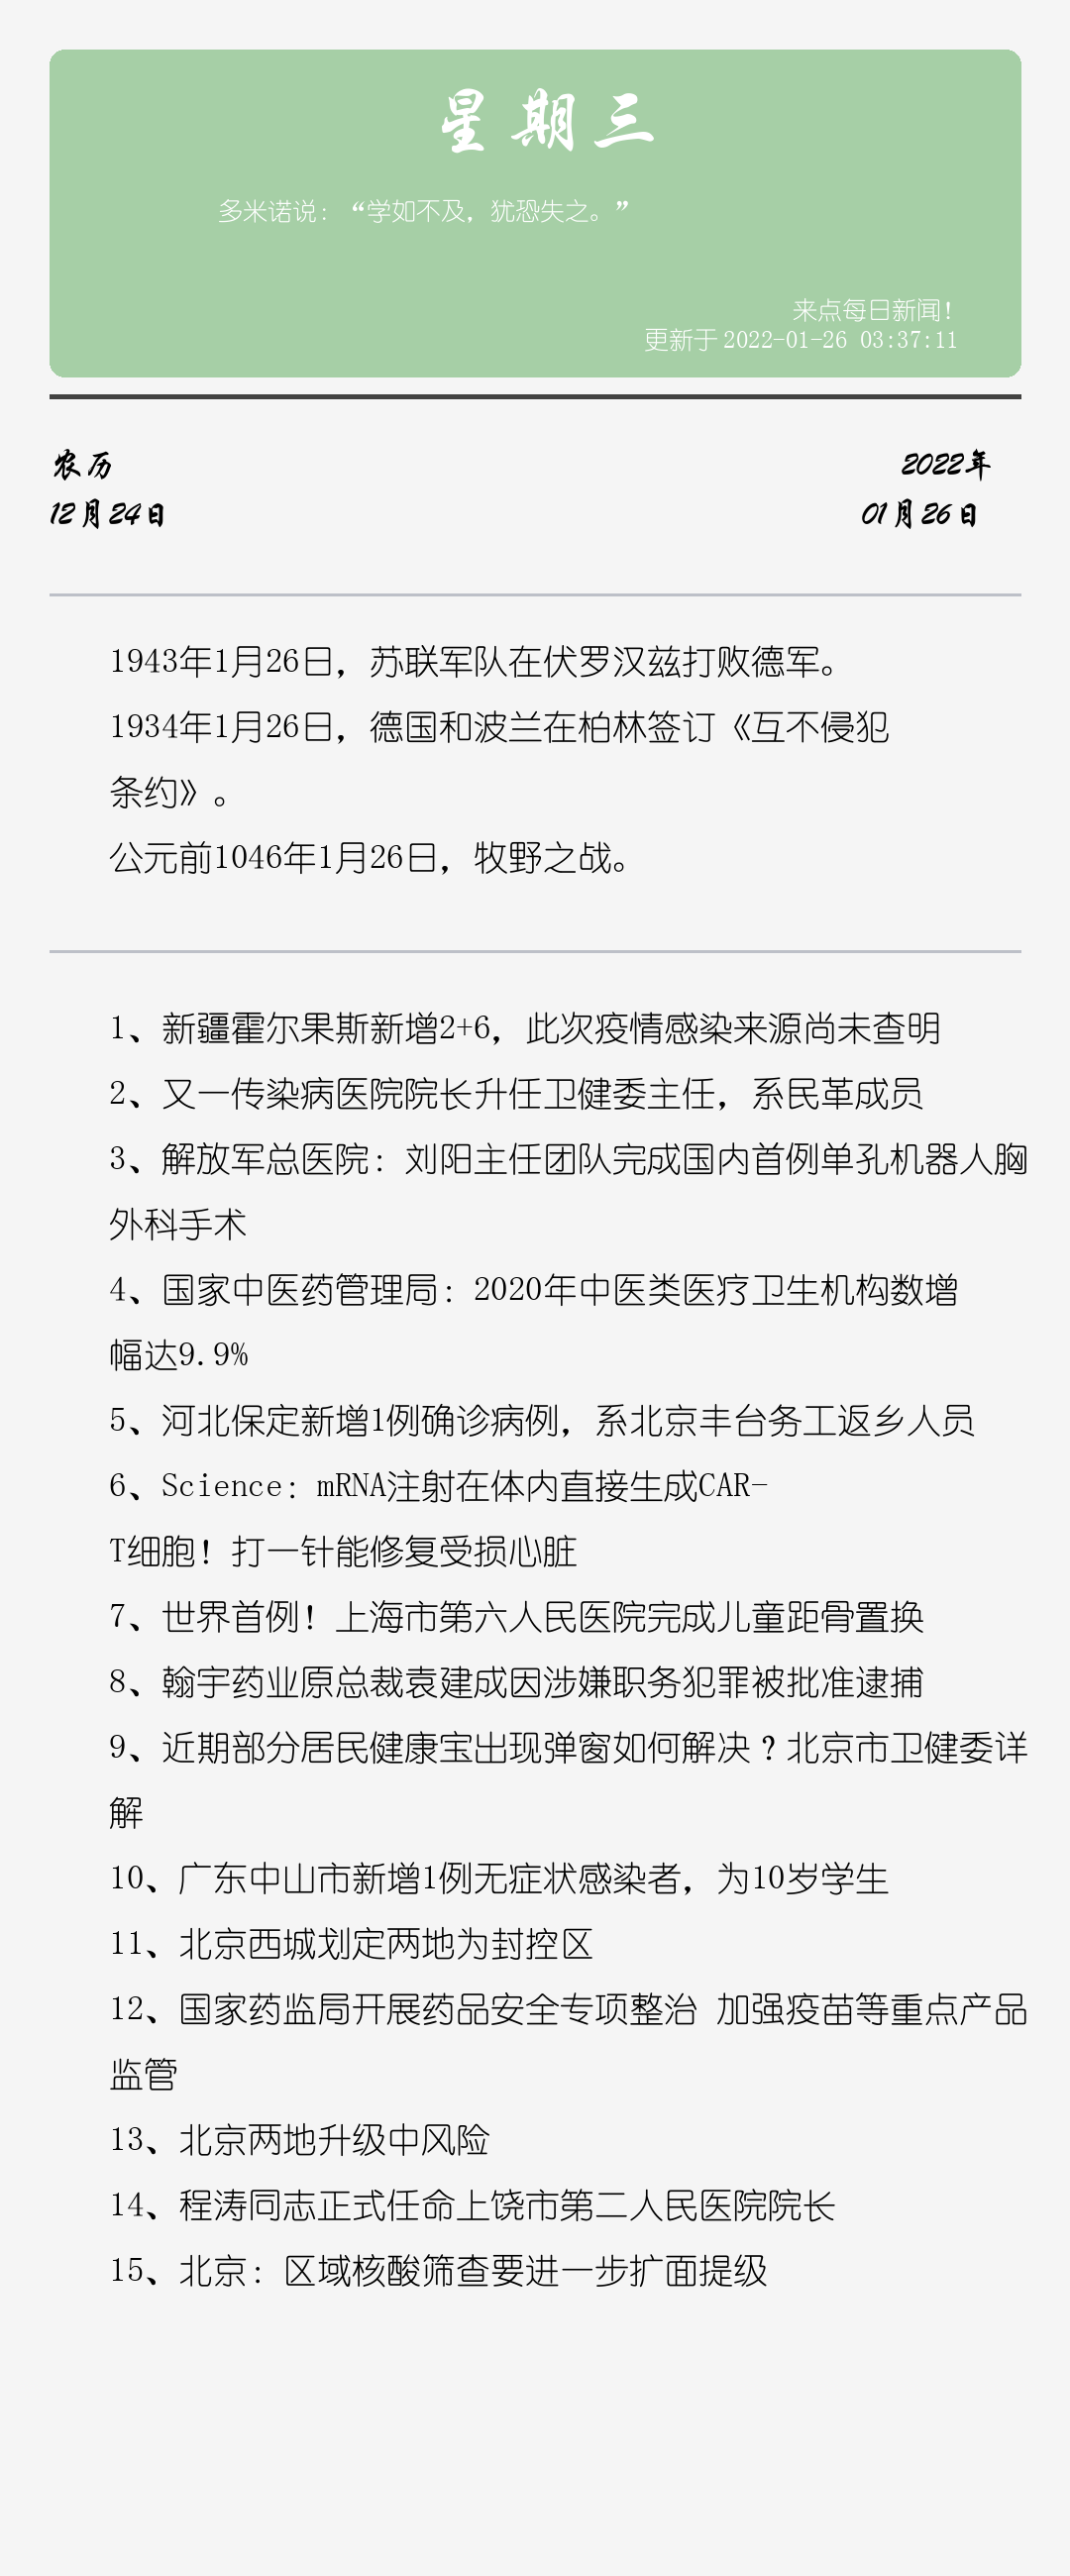 星期三
多米诺说：“学如不及，犹恐失之。”
来点每日新闻！
更新于 2022-01-26 03:37:11
农历
2022年
12月24日
01月26日
1943年1月26日，苏联军队在伏罗汉兹打败德军。
1934年1月26日，德国和波兰在柏林签订《互不侵犯
条约》。
公元前1046年1月26日，牧野之战。
1、新疆霍尔果斯新增2+6，此次疫情感染来源尚未查明
2、又一传染病医院院长升任卫健委主任，系民革成员
3、解放军总医院：刘阳主任团队完成国内首例单孔机器人胸
外科手术
4、国家中医药管理局：2020年中医类医疗卫生机构数增
幅达9.9%
5、河北保定新增1例确诊病例，系北京丰台务工返乡人员
6、Science：mRNA注射在体内直接生成CAR-
T细胞！打一针能修复受损心脏
7、世界首例！上海市第六人民医院完成儿童距骨置换
8、翰宇药业原总裁袁建成因涉嫌职务犯罪被批准逮捕
9、近期部分居民健康宝出现弹窗如何解决？北京市卫健委详
解
10、广东中山市新增1例无症状感染者，为10岁学生
11、北京西城划定两地为封控区
12、国家药监局开展药品安全专项整治 加强疫苗等重点产品
监管
13、北京两地升级中风险
14、程涛同志正式任命上饶市第二人民医院院长
15、北京：区域核酸筛查要进一步扩面提级